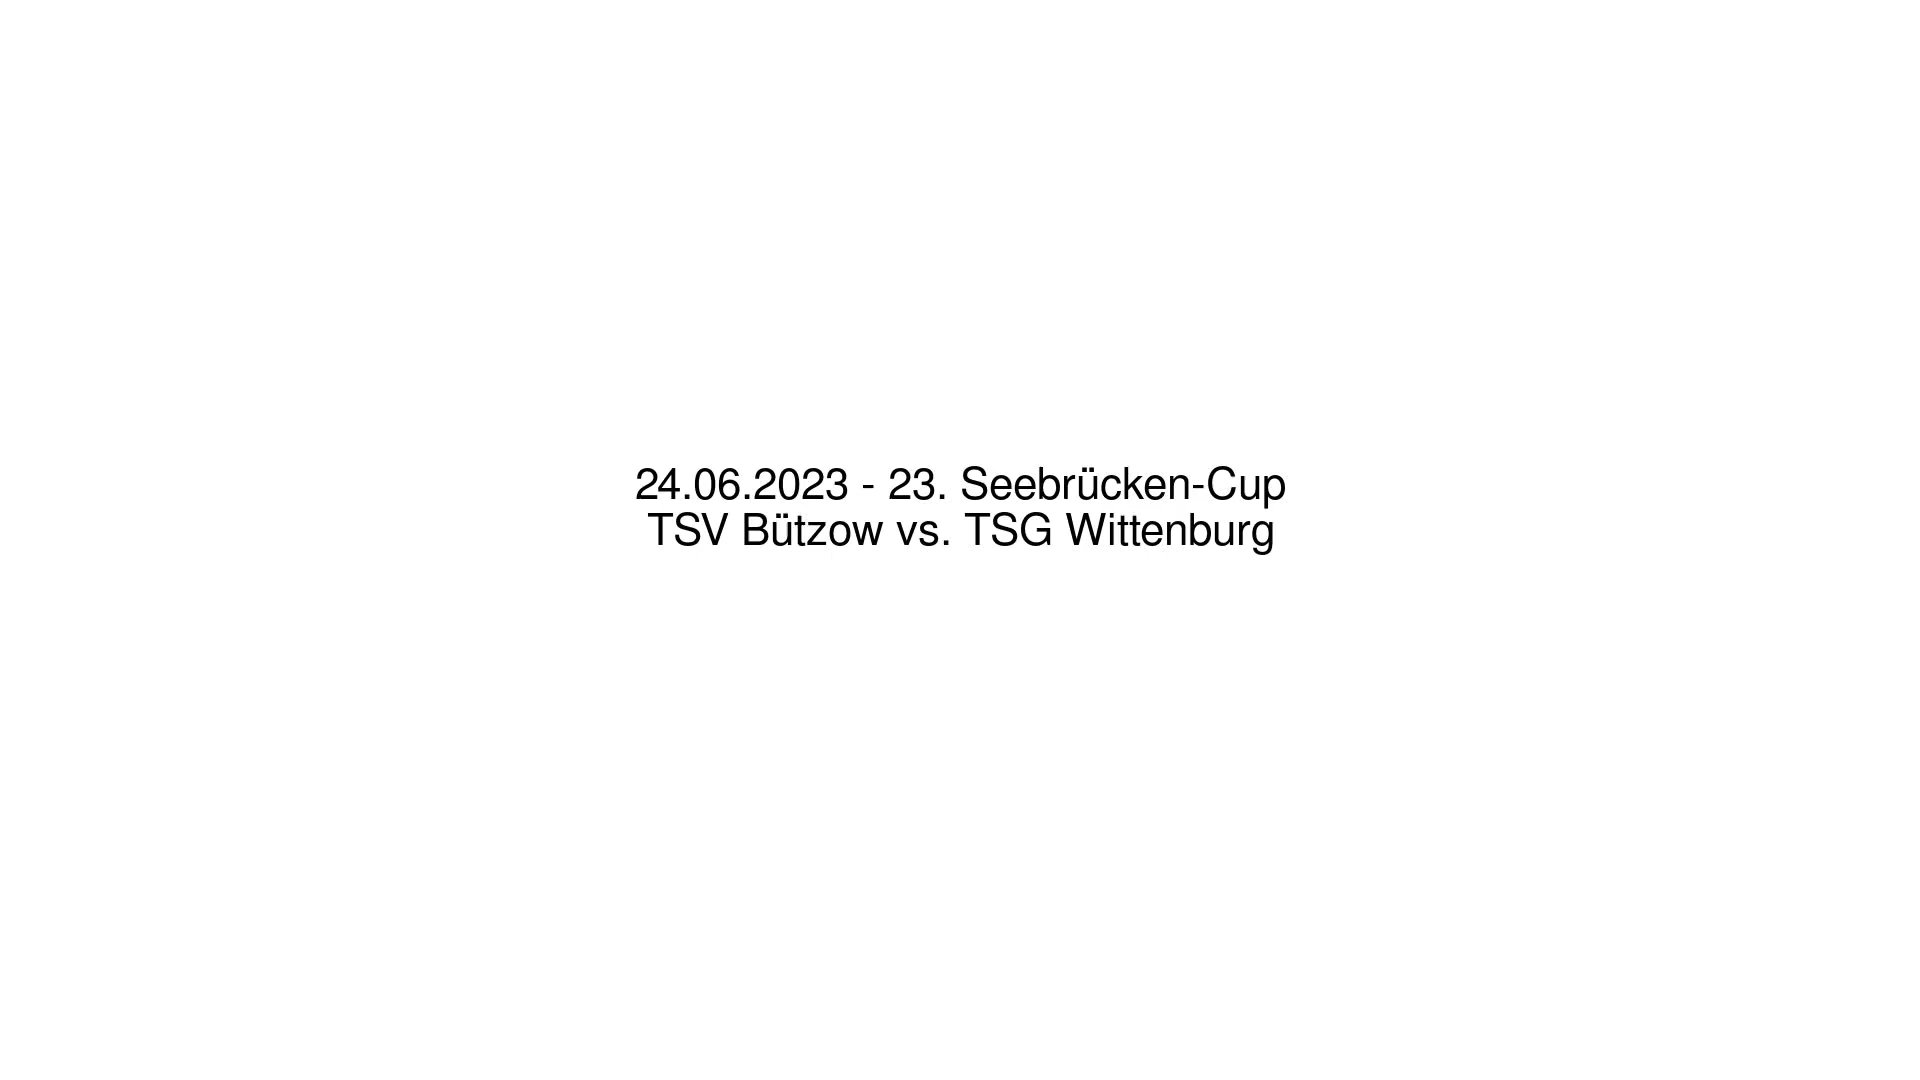 24.06.2023 - 23. Seebrücken-Cup
TSV Bützow vs. TSG Wittenburg